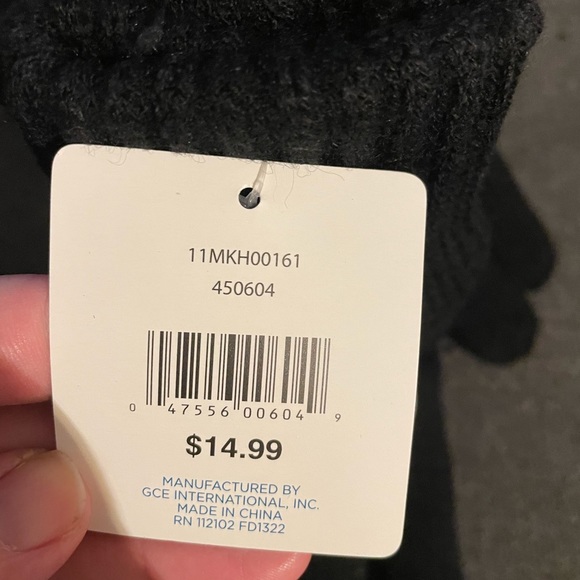 11MKH00161
450604
0 47556 00604 9
$14.99
MANUFACTURED BY
GCE INTERNATIONAL, INC.
MADE IN CHINA
RN 112102 FD1322